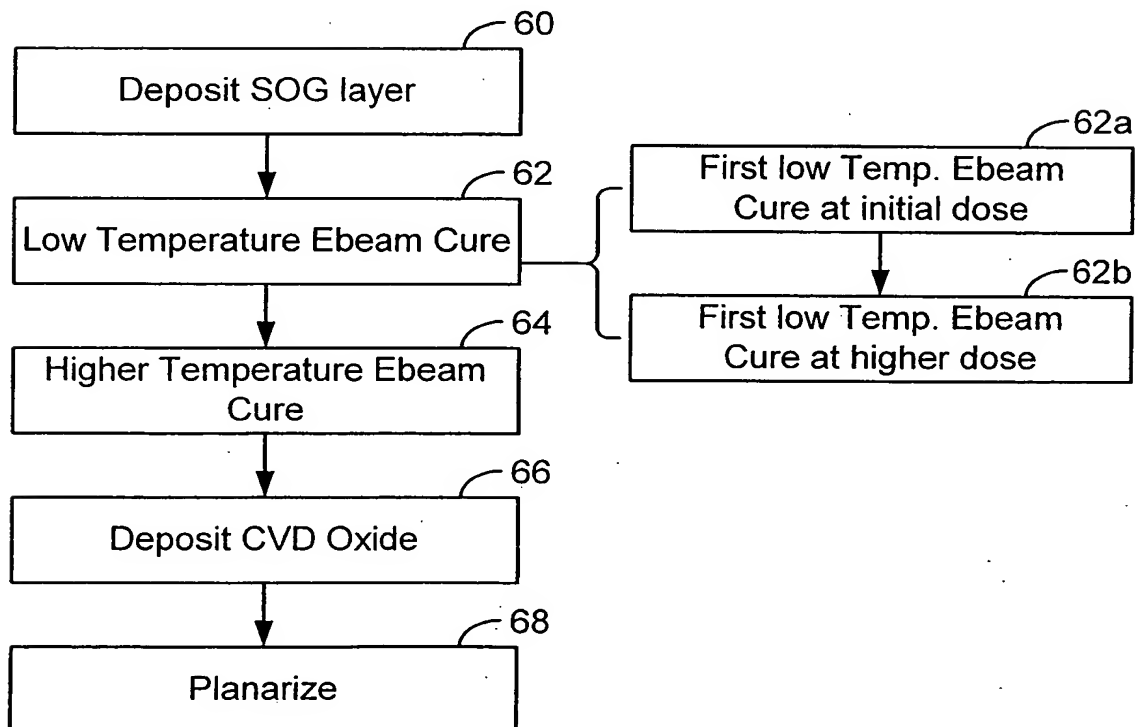 60
Deposit SOG layer
62
Low Temperature Ebeam Cure
62a
First low Temp. Ebeam
Cure at initial dose
62b
First low Temp. Ebeam
Cure at higher dose
64
Higher Temperature Ebeam
Cure
66
Deposit CVD Oxide
68
Planarize